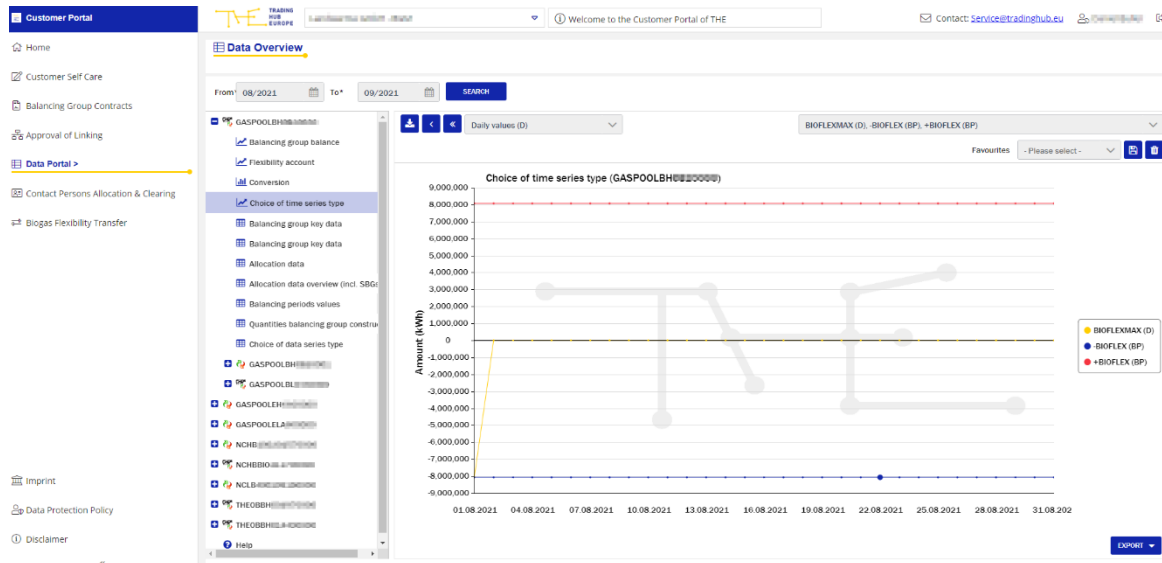 Customer Portal
TRADING
HUB
EUROPE
Welcome to the Customer Portal of THE
Contact: Service@tradinghub.eu
Home
Customer Self Care
Balancing Group Contracts
Approval of Linking
Data Portal >
Contact Persons Allocation & Clearing
Biogas Flexibility Transfer
Imprint
Data Protection Policy
Disclaimer
Data Overview
From* 08/2021 To* 09/2021 SEARCH
GASPOOLBH
Balancing group balance
Flexibility account
Conversion
Choice of time series type
Balancing group key data
Balancing group key data
Allocation data
Allocation data overview (incl. SBGs
Balancing periods values
Quantities balancing group constru
Choice of data series type
GASPOOLBH
GASPOOLBL
GASPOOLEH
GASPOOLELA
NCHB
NCHBBIO
NCLB
THEOBBH
THEOBBH
Help
Daily values (D) BIOFLEXMAX (D), -BIOFLEX (BP), +BIOFLEX (BP)
Favourites - Please select -
Choice of time series type (GASPOOLBH
Amount (kWh)
9,000,000
8,000,000
7,000,000
6,000,000
5,000,000
4,000,000
3,000,000
2,000,000
1,000,000
0
-1,000,000
-2,000,000
-3,000,000
-4,000,000
-5,000,000
-6,000,000
-7,000,000
-8,000,000
-9,000,000
01.08.2021 04.08.2021 07.08.2021 10.08.2021 13.08.2021 16.08.2021 19.08.2021 22.08.2021 25.08.2021 28.08.2021 31.08.202
BIOFLEXMAX (D)
-BIOFLEX (BP)
+BIOFLEX (BP)
EXPORT